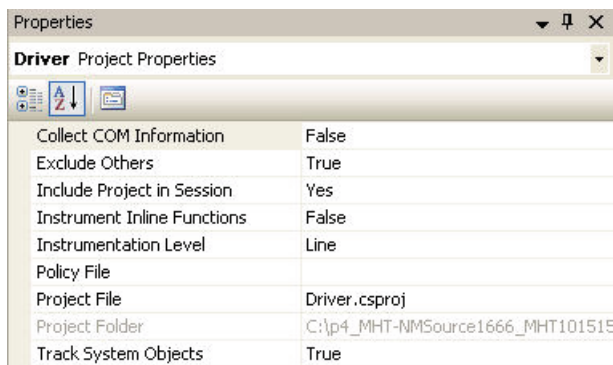 Properties
Driver Project Properties
Collect COM Information False
Exclude Others True
Include Project in Session Yes
Instrument Inline Functions False
Instrumentation Level Line
Policy File
Project File Driver.csproj
Project Folder C:\p4_MHT-NMSource1666_MHT101515
Track System Objects True